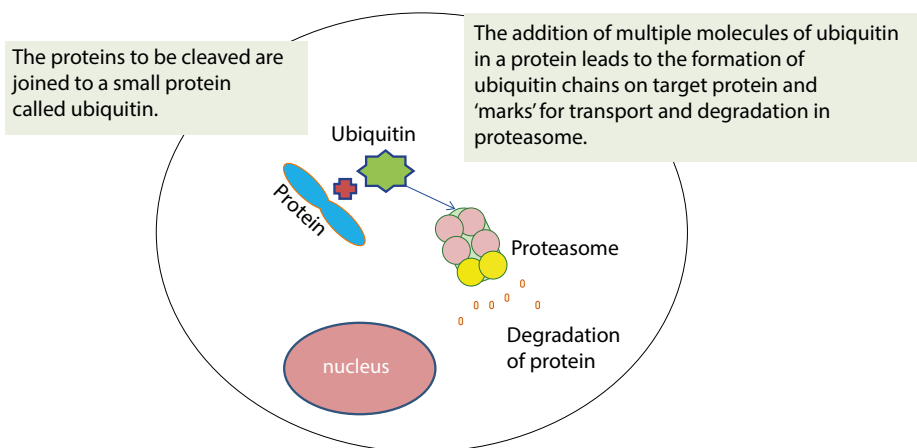 The proteins to be cleaved are
joined to a small protein
called ubiquitin.
The addition of multiple molecules of ubiquitin
in a protein leads to the formation of
ubiquitin chains on target protein and
‘marks’ for transport and degradation in
proteasome.
Ubiquitin
Protein
Proteasome
Degradation
of protein
nucleus